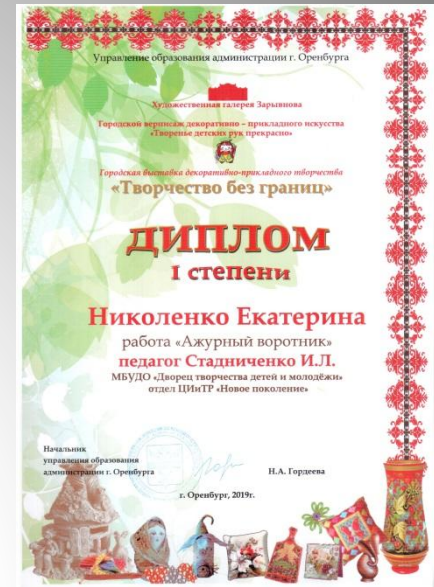 Управление образования администрации г. Оренбурга
Художественная галерея Зарывнова
Городской вернисаж декоративно – прикладного искусства
«Творенье детских рук прекрасно»
Городская выставка декоративно-прикладного творчества
«Творчество без границ»
ДИПЛОМ
I степени
Николенко Екатерина
работа «Ажурный воротник»
педагог Стадниченко И.Л.
МБУДО «Дворец творчества детей и молодёжи»
отдел ЦИиТР «Новое поколение»
Начальник
управления образования
администрации г. Оренбурга
Н.А. Гордеева
г. Оренбург, 2019г.